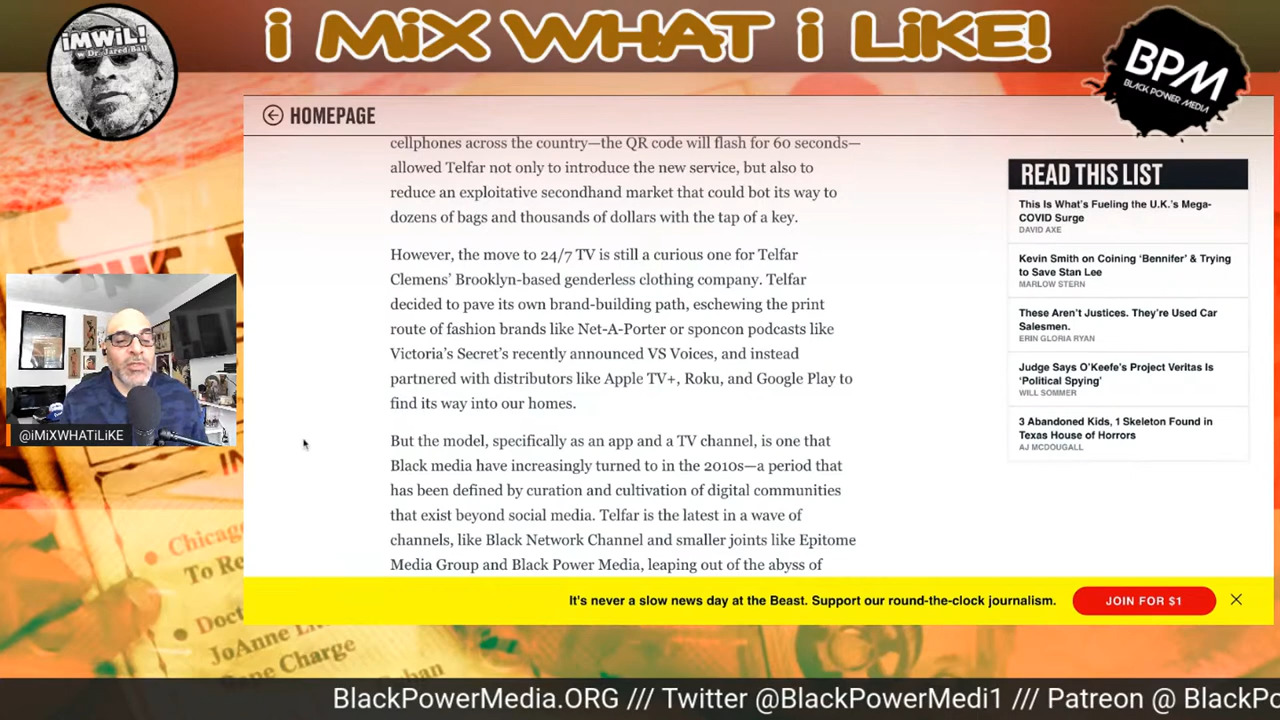 i MiX WHAT i LiKE!
iMWiL!
w Dr. Jared Ball
BPM
BLACK POWER MEDIA
HOMEPAGE
cellphones across the country—the QR code will flash for 60 seconds—
allowed Telfar not only to introduce the new service, but also to
reduce an exploitative secondhand market that could bot its way to
dozens of bags and thousands of dollars with the tap of a key.
However, the move to 24/7 TV is still a curious one for Telfar
Clemens' Brooklyn-based genderless clothing company. Telfar
decided to pave its own brand-building path, eschewing the print
route of fashion brands like Net-A-Porter or sponcon podcasts like
Victoria's Secret's recently announced VS Voices, and instead
partnered with distributors like Apple TV+, Roku, and Google Play to
find its way into our homes.
But the model, specifically as an app and a TV channel, is one that
Black media have increasingly turned to in the 2010s—a period that
has been defined by curation and cultivation of digital communities
that exist beyond social media. Telfar is the latest in a wave of
channels, like Black Network Channel and smaller joints like Epitome
Media Group and Black Power Media, leaping out of the abyss of
READ THIS LIST
This Is What's Fueling the U.K.'s Mega-
COVID Surge
DAVID AXE
Kevin Smith on Coining 'Bennifer' & Trying
to Save Stan Lee
MARLOW STERN
These Aren't Justices. They're Used Car
Salesmen.
ERIN GLORIA RYAN
Judge Says O'Keefe's Project Veritas Is
'Political Spying'
WILL SOMMER
3 Abandoned Kids, 1 Skeleton Found in
Texas House of Horrors
AJ MCDOUGALL
@iMiXWHATiLiKE
It's never a slow news day at the Beast. Support our round-the-clock journalism.
JOIN FOR $1
Chicago
To Re
Doct
JoAnne
Charge
BlackPowerMedia.ORG /// Twitter @BlackPowerMedi1 /// Patreon @ BlackPo